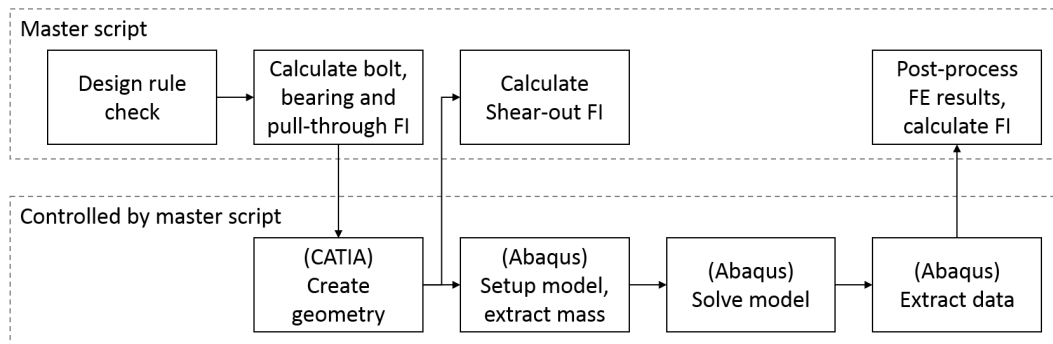 Master script
Design rule
check
Calculate bolt,
bearing and
pull-through FI
Calculate
Shear-out FI
Post-process
FE results,
calculate FI
Controlled by master script
(CATIA)
Create
geometry
(Abaqus)
Setup model,
extract mass
(Abaqus)
Solve model
(Abaqus)
Extract data